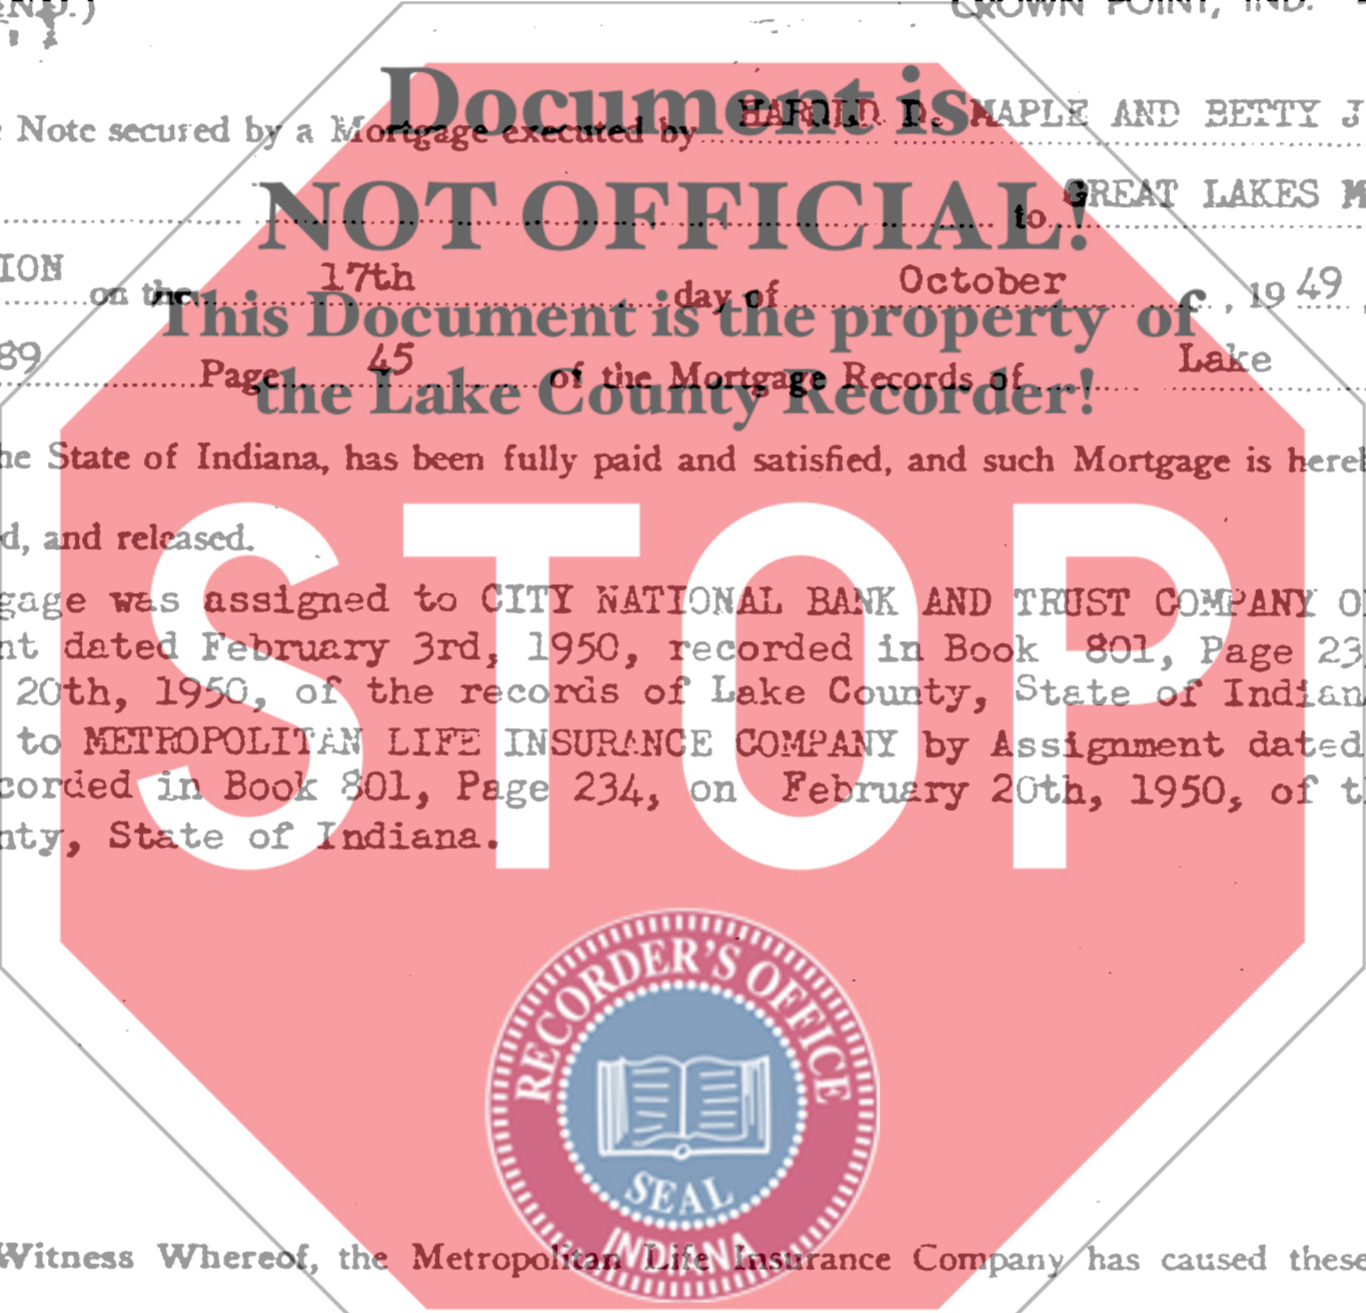 CROWN POINT, IND.
Document is
Note secured by a Mortgage executed by HAROLD D. MAPLE AND BETTY J
NOT OFFICIAL!
to GREAT LAKES M
ION on the 17th day of October , 19 49
This Document is the property of
89 Page 45 of the Mortgage Records of Lake
the Lake County Recorder!
he State of Indiana, has been fully paid and satisfied, and such Mortgage is hereb
d, and released.
STOP
gage was assigned to CITY NATIONAL BANK AND TRUST COMPANY O
nt dated February 3rd, 1950, recorded in Book 801, Page 23
20th, 1950, of the records of Lake County, State of Indian
to METROPOLITAN LIFE INSURANCE COMPANY by Assignment dated
corded in Book 801, Page 234, on February 20th, 1950, of t
nty, State of Indiana.
RECORDER'S OFFICE
SEAL
INDIANA
Witness Whereof, the Metropolitan Life Insurance Company has caused these